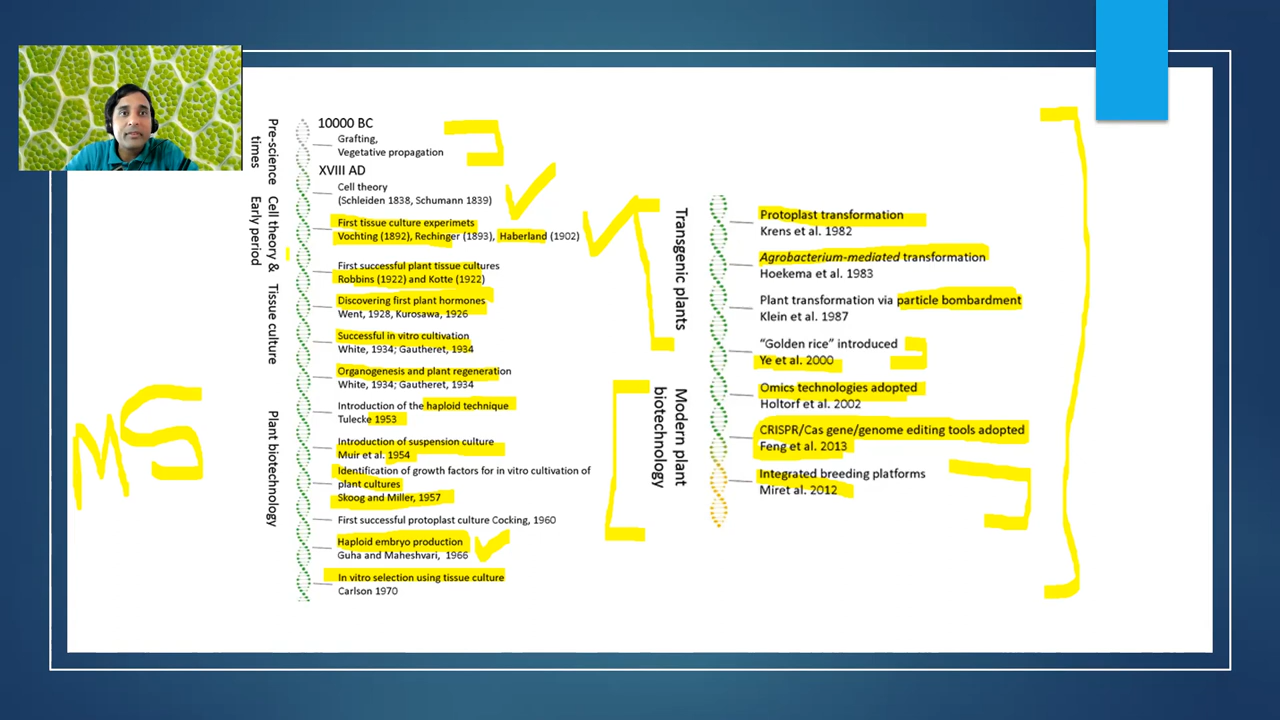 10000 BC
Grafting,
Vegetative propagation
XVIII AD
Cell theory
(Schleiden 1838, Schumann 1839)
First tissue culture experimets
Vochting (1892), Rechinger (1893), Haberland (1902)
First successful plant tissue cultures
Robbins (1922) and Kotte (1922)
Discovering first plant hormones
Went, 1928, Kurosawa, 1926
Successful in vitro cultivation
White, 1934; Gautheret, 1934
Organogenesis and plant regeneration
White, 1934; Gautheret, 1934
Introduction of the haploid technique
Tulecke 1953
Introduction of suspension culture
Muir et al. 1954
Identification of growth factors for in vitro cultivation of
plant cultures
Skoog and Miller, 1957
First successful protoplast culture Cocking, 1960
Haploid embryo production
Guha and Maheshvari, 1966
In vitro selection using tissue culture
Carlson 1970
Pre-science
times
Cell theory &
Early period
Tissue culture
Plant biotechnology
MS
Transgenic plants
Modern plant
biotechnology
Protoplast transformation
Krens et al. 1982
Agrobacterium-mediated transformation
Hoekema et al. 1983
Plant transformation via particle bombardment
Klein et al. 1987
“Golden rice” introduced
Ye et al. 2000
Omics technologies adopted
Holtorf et al. 2002
CRISPR/Cas gene/genome editing tools adopted
Feng et al. 2013
Integrated breeding platforms
Miret al. 2012